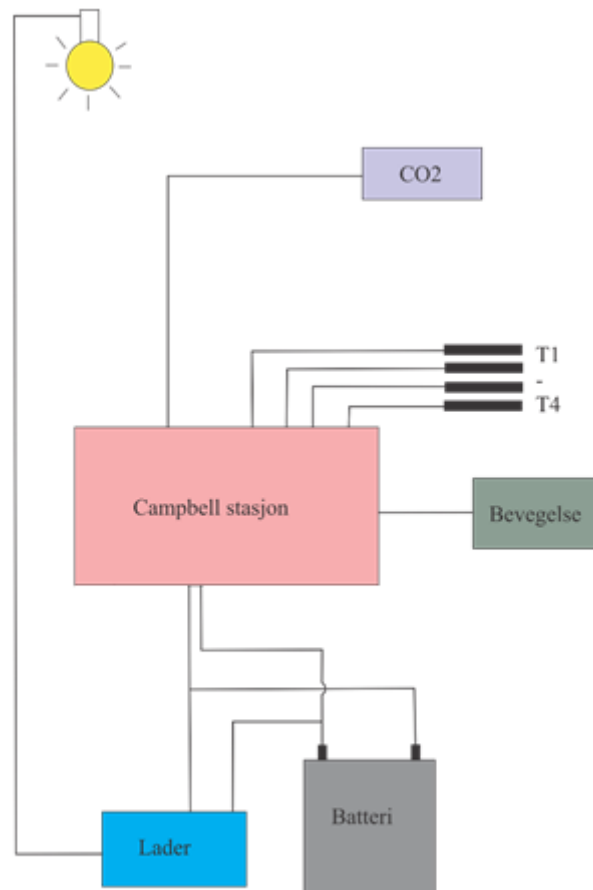 CO2
T1
-
T4
Campbell stasjon
Bevegelse
Batteri
Lader